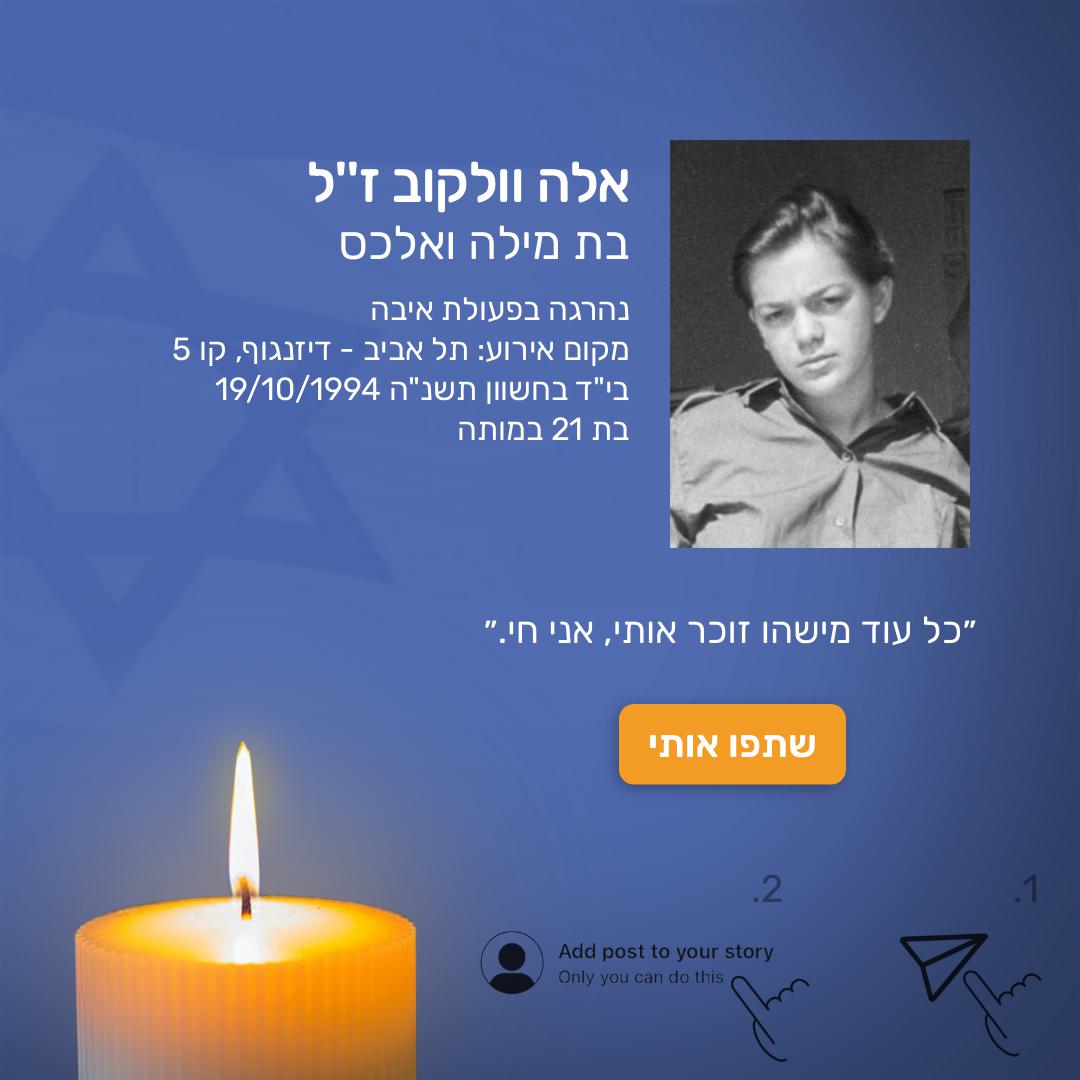 אלה וולקוב ז"ל
בת מילה ואלכס
נהרגה בפעולת איבה
מקום אירוע: תל אביב - דיזנגוף, קו 5
בי"ד בחשוון תשנ"ה 19/10/1994
בת 21 במותה
"כל עוד מישהו זוכר אותי, אני חי."
שתפו אותי
1.
2.
Add post to your story
Only you can do this